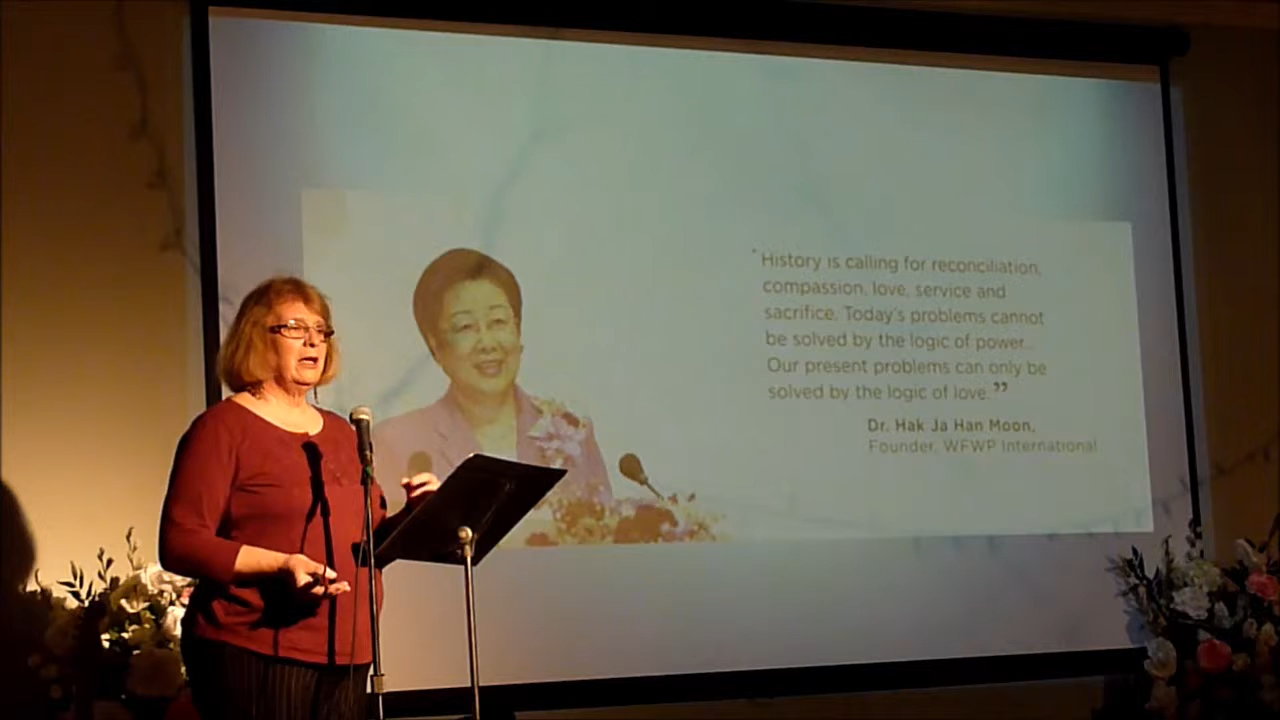 “History is calling for reconciliation,
compassion, love, service and
sacrifice. Today's problems cannot
be solved by the logic of power.
Our present problems can only be
solved by the logic of love.”
Dr. Hak Ja Han Moon,
Founder, WFWP International